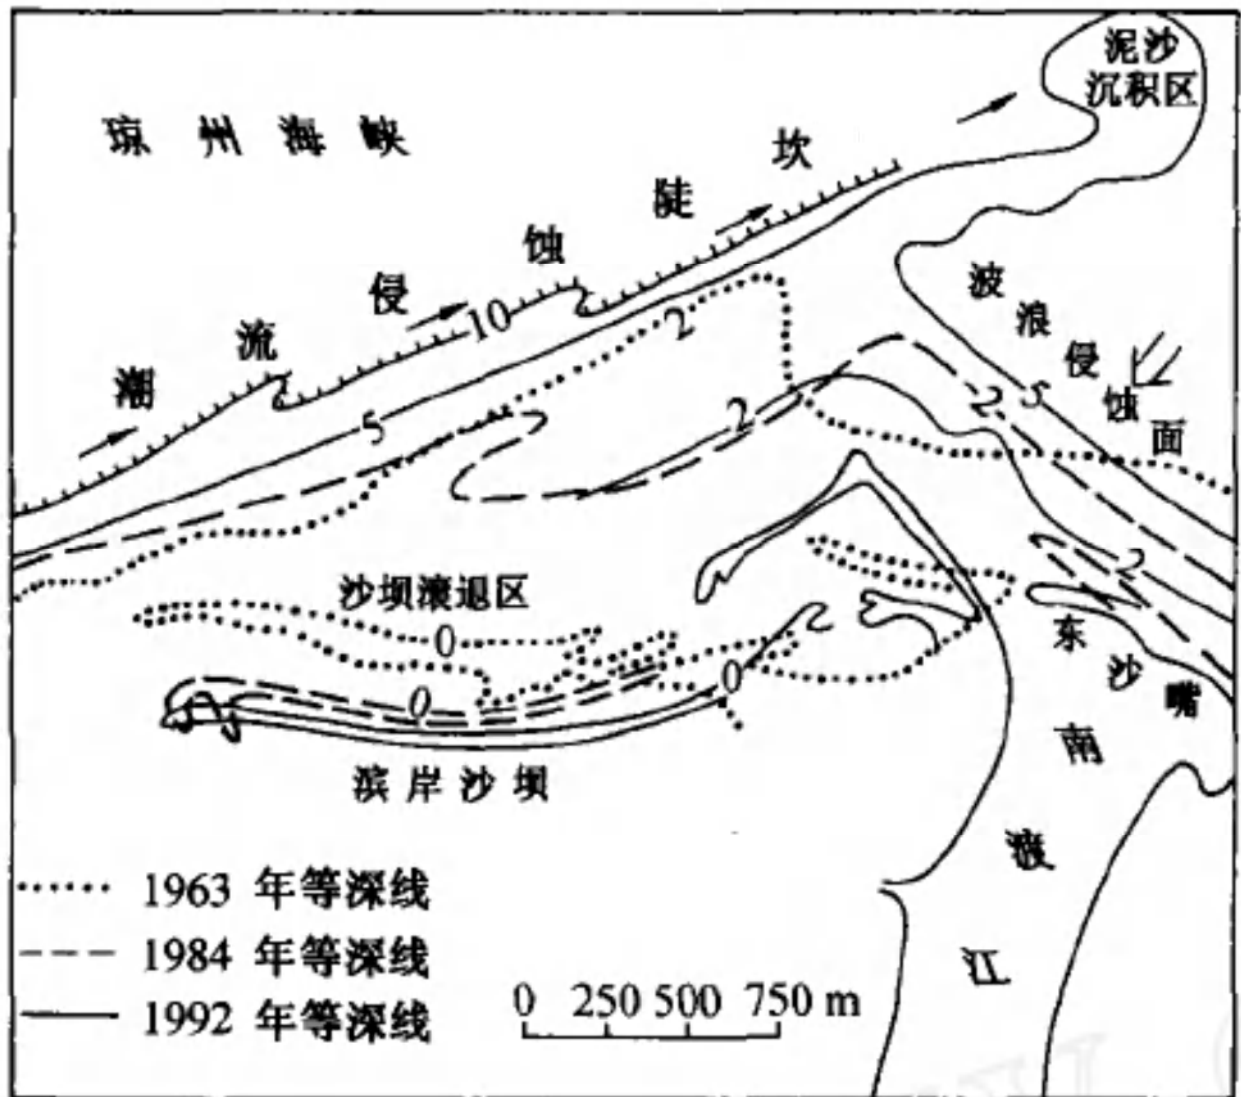 泥沙
沉积区
琼州海峡
潮流侵蚀陡坎
10
5
2
2
2
5
波浪侵蚀面
2
沙坝滚退区
0
0
0
滨岸沙坝
东沙嘴
南渡江
1963 年等深线
1984 年等深线
1992 年等深线
0 250 500 750 m